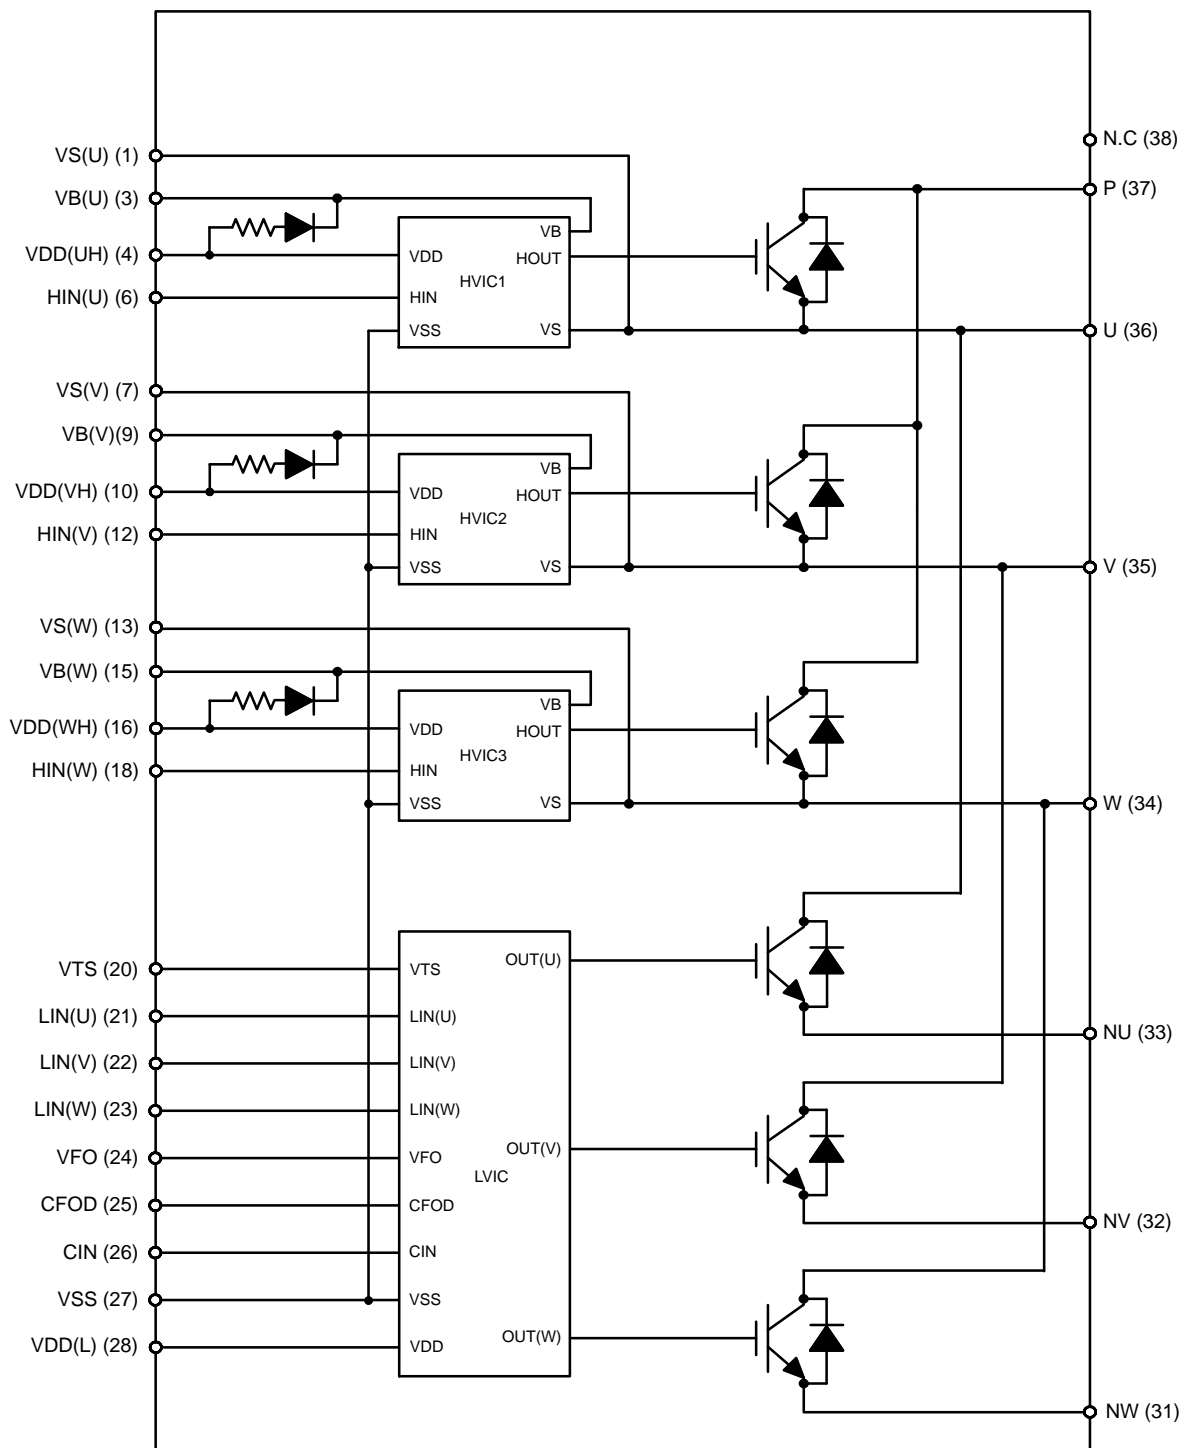 VS(U) (1)
VB(U) (3)
VDD(UH) (4)
HIN(U) (6)
VS(V) (7)
VB(V)(9)
VDD(VH) (10)
HIN(V) (12)
VS(W) (13)
VB(W) (15)
VDD(WH) (16)
HIN(W) (18)
VTS (20)
LIN(U) (21)
LIN(V) (22)
LIN(W) (23)
VFO (24)
CFOD (25)
CIN (26)
VSS (27)
VDD(L) (28)
VB
VDD
HOUT
HVIC1
HIN
VSS
VS
VB
VDD
HOUT
HVIC2
HIN
VSS
VS
VB
VDD
HOUT
HVIC3
HIN
VSS
VS
VTS
OUT(U)
LIN(U)
LIN(V)
LIN(W)
OUT(V)
VFO
LVIC
CFOD
CIN
VSS
OUT(W)
VDD
N.C (38)
P (37)
U (36)
V (35)
W (34)
NU (33)
NV (32)
NW (31)